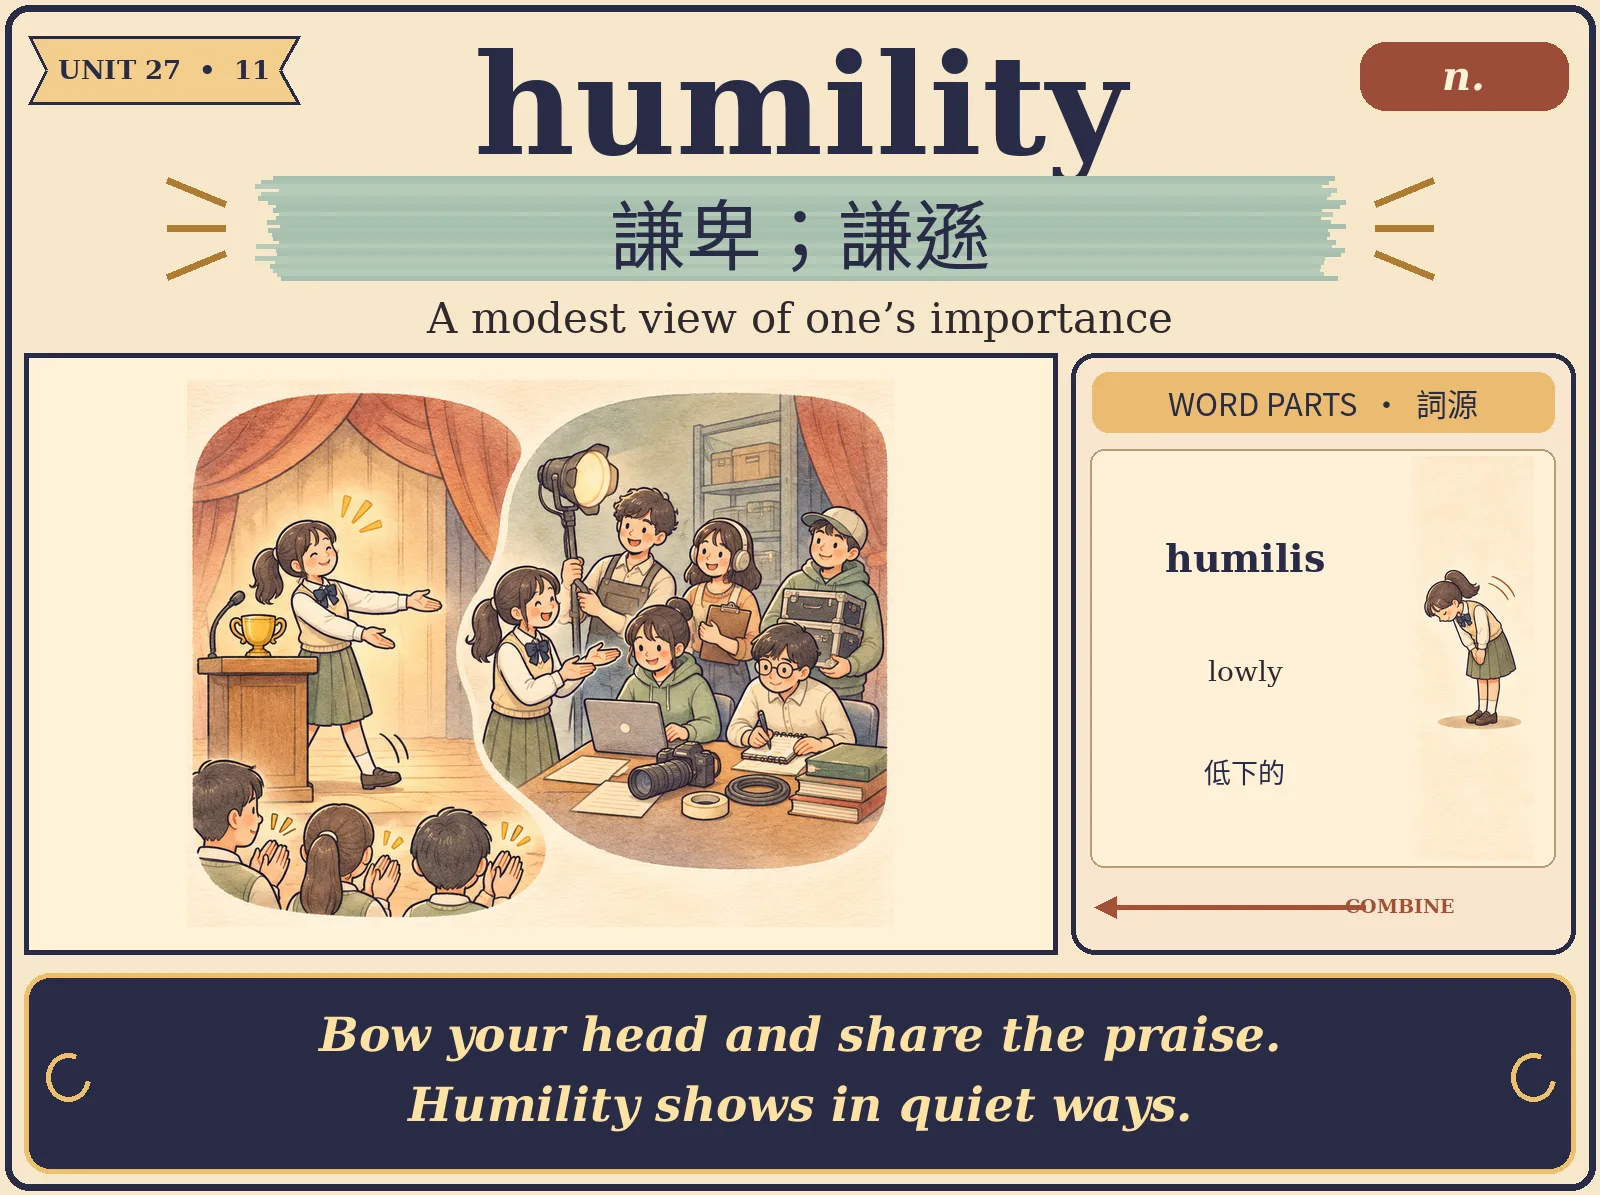 UNIT 27 • 11
humility
n.
謙卑；謙遜
A modest view of one’s importance
WORD PARTS • 詞源
humilis
lowly
低下的
COMBINE
Bow your head and share the praise.
Humility shows in quiet ways.